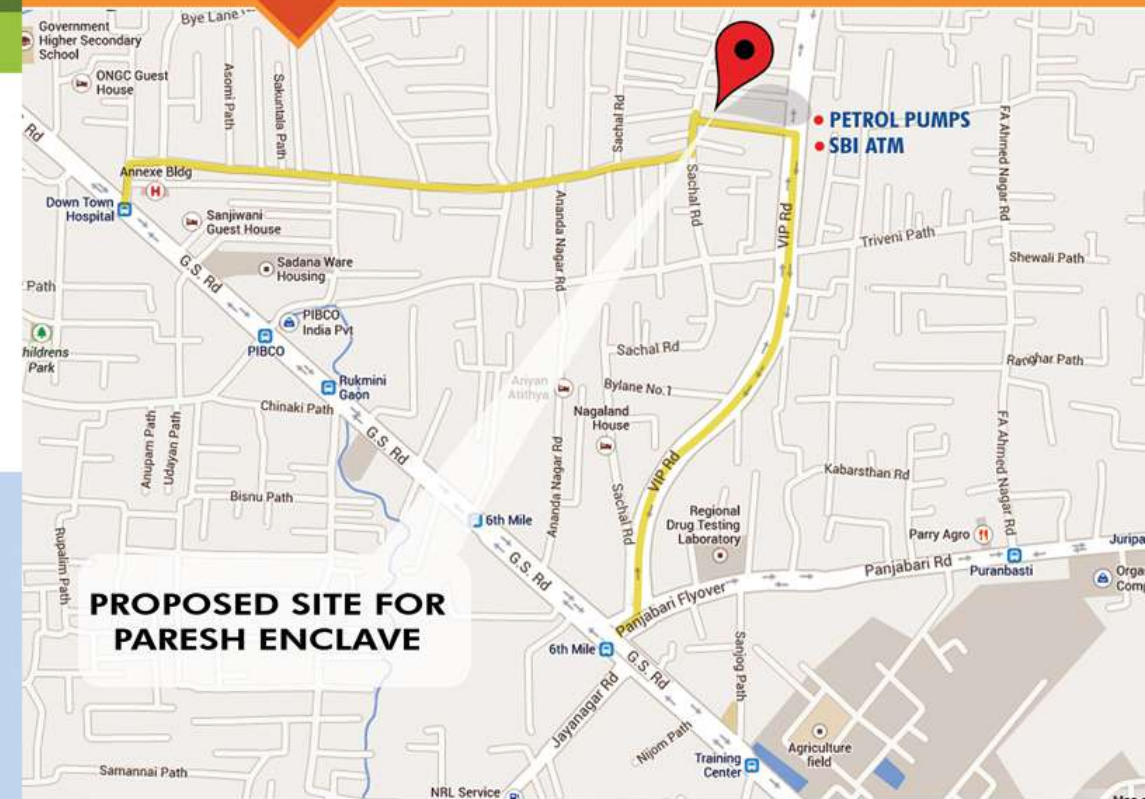 Government
Higher Secondary
School
Bye Lane
ONGC Guest
House
Asomi Path
Sakuntala Path
Sachal Rd
PETROL PUMPS
SBI ATM
FA Ahmed Nagar Rd
Rd
Annexe Bldg
H
Down Town
Hospital
Sanjiwani
Guest House
Ananda Nagar Rd
Sachal Rd
VIP Rd
Triveni Path
Shewali Path
G.S. Rd
Sadana Ware
Housing
Path
PIBCO
India Pvt
PIBCO
hildrens
Park
Sachal Rd
Ranghar Path
Rukmini
Gaon
Ariyan
Atithya
Bylane No.1
Chinaki Path
Nagaland
House
G.S. Rd
Anupam Path
Udayan Path
Ananda Nagar Rd
FA Ahmed Nagar Rd
VIP Rd
Kabarsthan Rd
Bisnu Path
Sachal Rd
6th Mile
Regional
Drug Testing
Laboratory
Parry Agro
Juripa
Rupalim Path
G.S. Rd
Panjabari Rd
Puranbasti
Orga
Com
PROPOSED SITE FOR
PARESH ENCLAVE
Panjabari Flyover
6th Mile
G.S. Rd
Sanjog Path
Jayanagar Rd
Nijom Path
Agriculture
field
Training
Center
Samannai Path
NRL Service